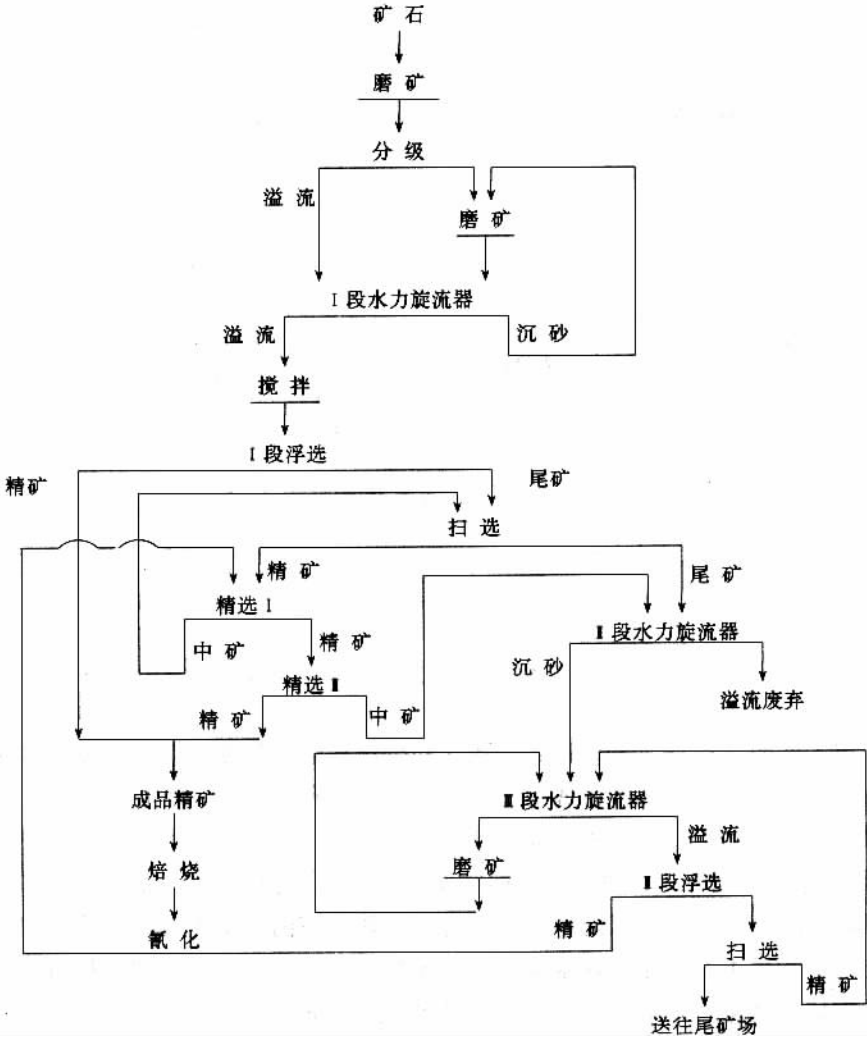 矿石
磨矿
分级
溢流
磨矿
Ⅰ段水力旋流器
溢流
沉砂
搅拌
Ⅰ段浮选
精矿
尾矿
扫选
精矿
尾矿
精选Ⅰ
中矿
精矿
Ⅱ段水力旋流器
沉砂
精选Ⅱ
溢流废弃
精矿
中矿
成品精矿
Ⅲ段水力旋流器
溢流
焙烧
磨矿
Ⅱ段浮选
氰化
精矿
扫选
精矿
送往尾矿场